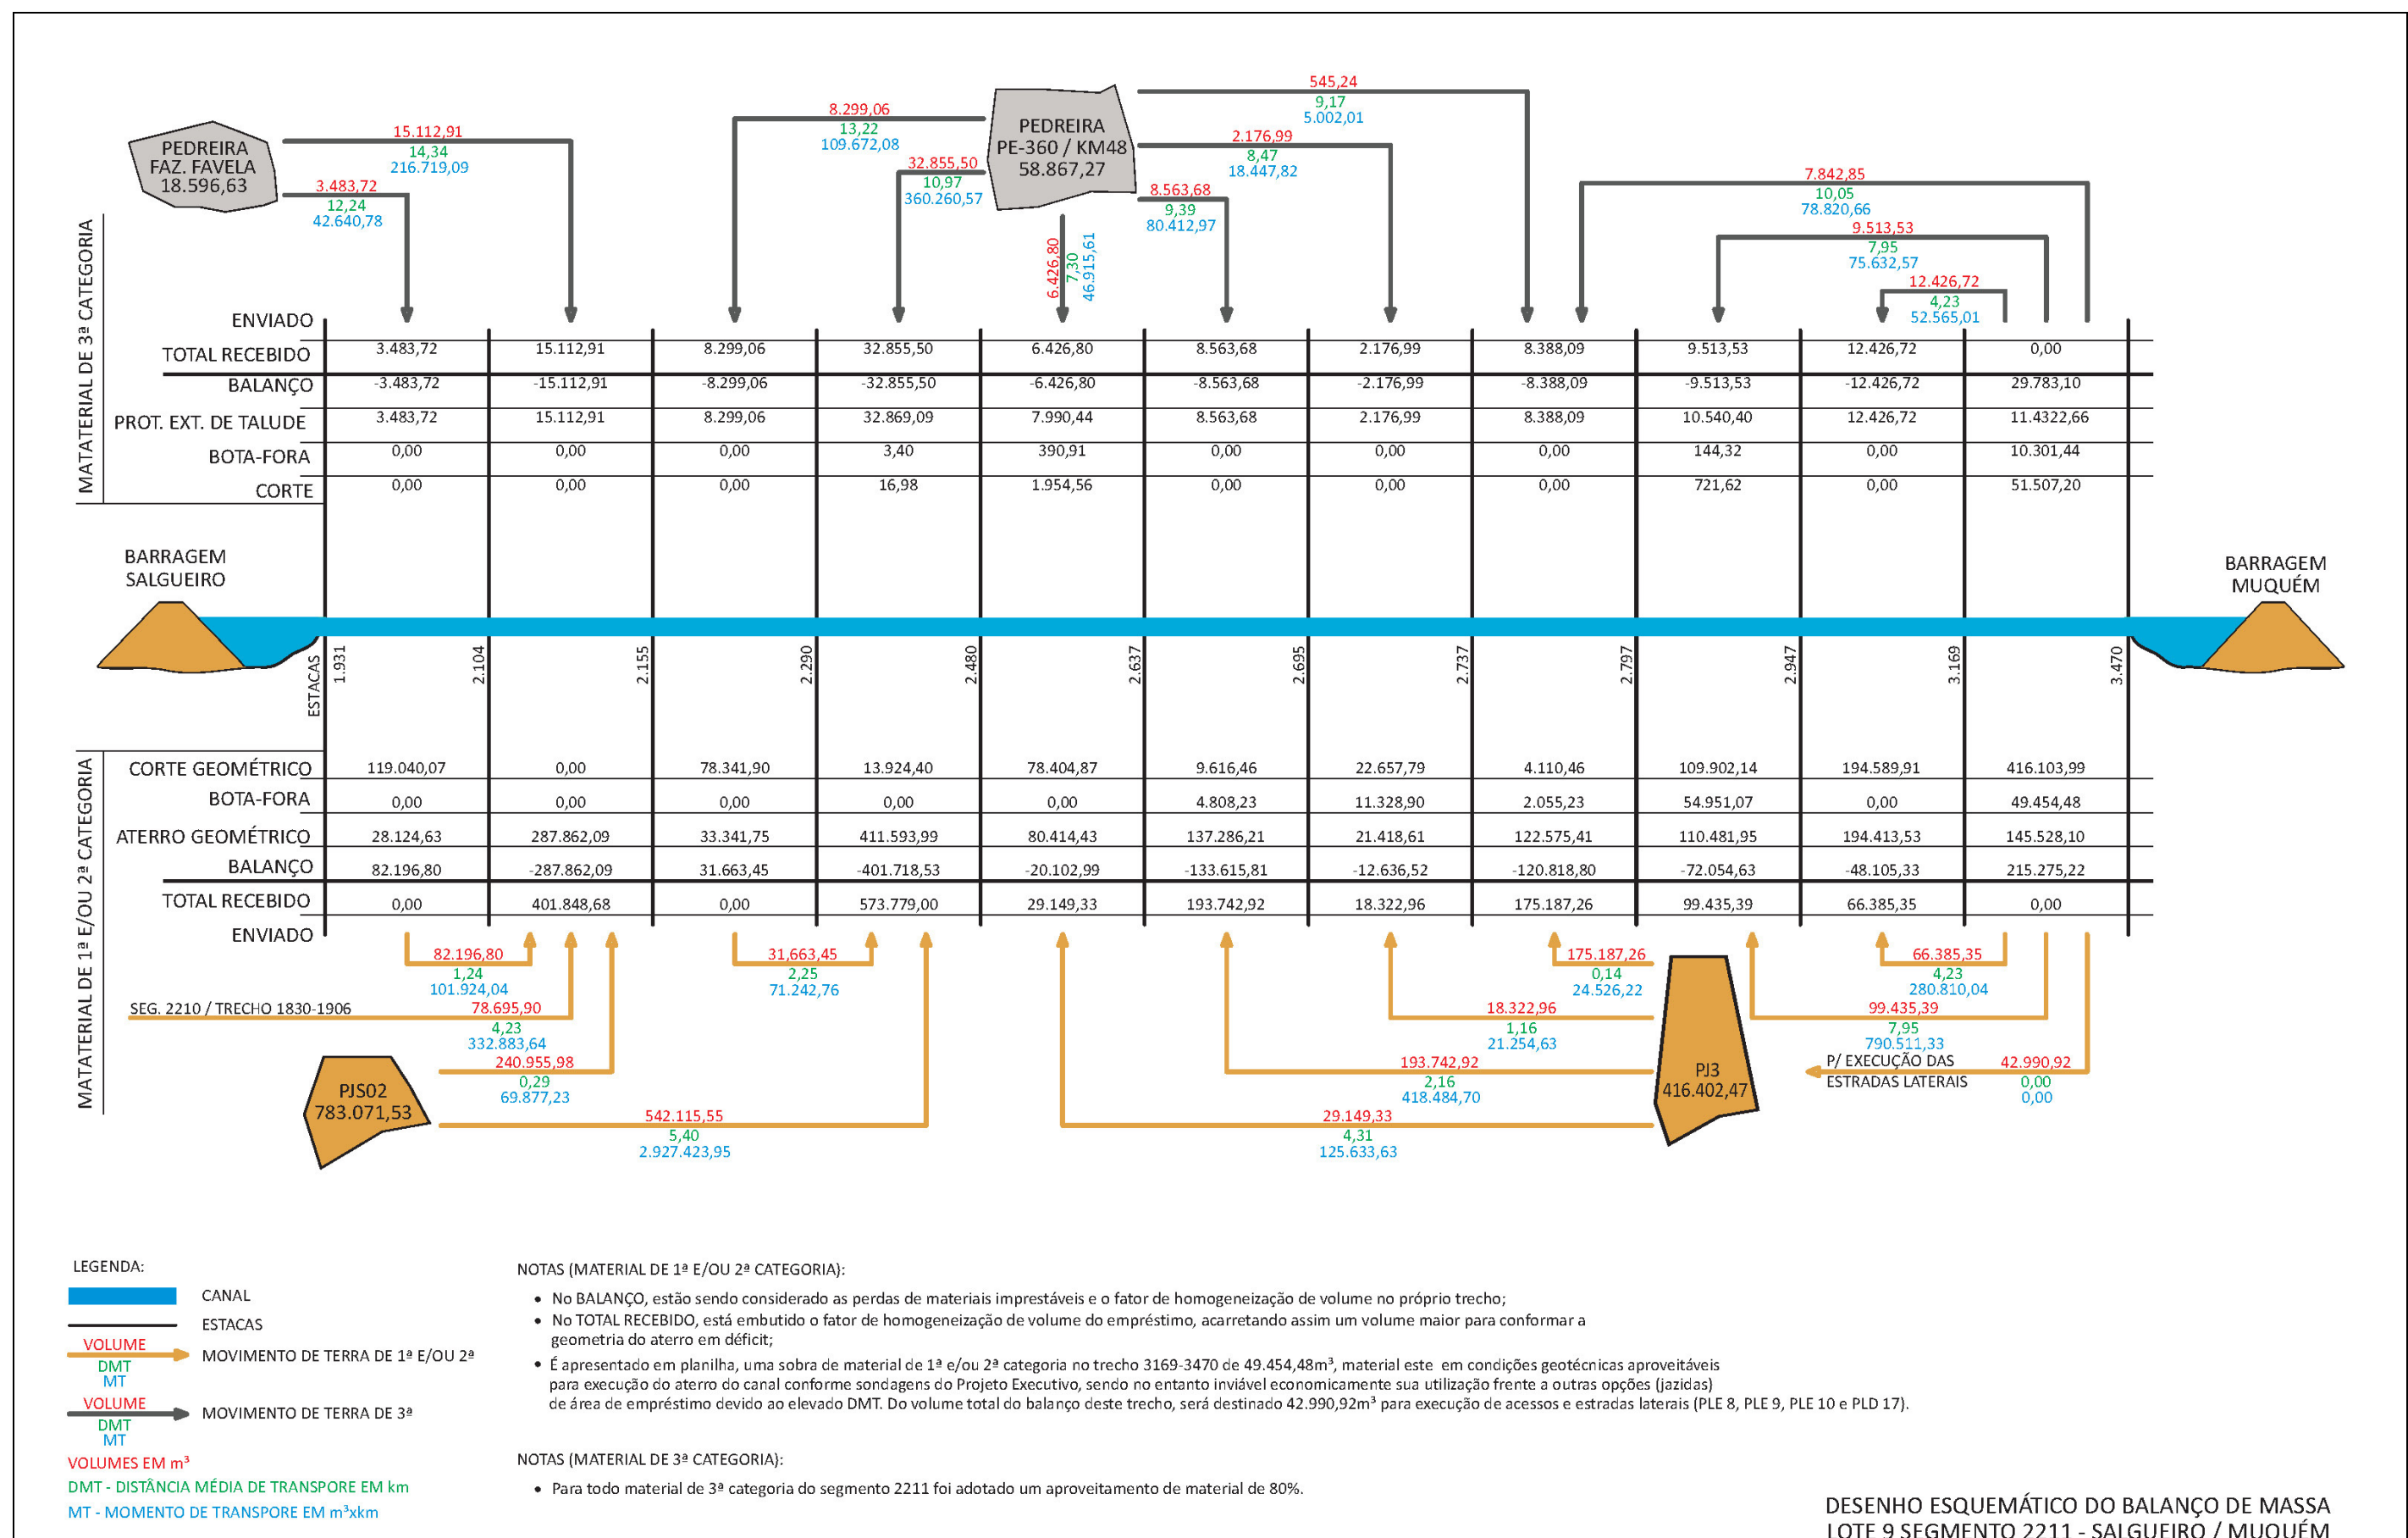 545,24
9,17
5.002,01
8.299,06
13,22
109.672,08
PEDREIRA
PE-360 / KM48
58.867,27
15.112,91
14,34
216.719,09
PEDREIRA
FAZ. FAVELA
18.596,63
2.176,99
8,47
18.447,82
32.855,50
10,97
360.260,57
3.483,72
12,24
42.640,78
8.563,68
9,39
80.412,97
7.842,85
10,05
78.820,66
9.513,53
7,95
75.632,57
6.426,80
7,30
46.915,61
12.426,72
4,23
52.565,01
MATATERIAL DE 3ª CATEGORIA
ENVIADO
TOTAL RECEBIDO 3.483,72 15.112,91 8.299,06 32.855,50 6.426,80 8.563,68 2.176,99 8.388,09 9.513,53 12.426,72 0,00
BALANÇO -3.483,72 -15.112,91 -8.299,06 -32.855,50 -6.426,80 -8.563,68 -2.176,99 -8.388,09 -9.513,53 -12.426,72 29.783,10
PROT. EXT. DE TALUDE 3.483,72 15.112,91 8.299,06 32.869,09 7.990,44 8.563,68 2.176,99 8.388,09 10.540,40 12.426,72 11.4322,66
BOTA-FORA 0,00 0,00 0,00 3,40 390,91 0,00 0,00 0,00 144,32 0,00 10.301,44
CORTE 0,00 0,00 0,00 16,98 1.954,56 0,00 0,00 0,00 721,62 0,00 51.507,20
BARRAGEM
SALGUEIRO
BARRAGEM
MUQUÉM
ESTACAS 1.931 2.104 2.155 2.290 2.480 2.637 2.695 2.737 2.797 2.947 3.169 3.470
MATATERIAL DE 1ª E/OU 2ª CATEGORIA
CORTE GEOMÉTRICO 119.040,07 0,00 78.341,90 13.924,40 78.404,87 9.616,46 22.657,79 4.110,46 109.902,14 194.589,91 416.103,99
BOTA-FORA 0,00 0,00 0,00 0,00 0,00 4.808,23 11.328,90 2.055,23 54.951,07 0,00 49.454,48
ATERRO GEOMÉTRICO 28.124,63 287.862,09 33.341,75 411.593,99 80.414,43 137.286,21 21.418,61 122.575,41 110.481,95 194.413,53 145.528,10
BALANÇO 82.196,80 -287.862,09 31.663,45 -401.718,53 -20.102,99 -133.615,81 -12.636,52 -120.818,80 -72.054,63 -48.105,33 215.275,22
TOTAL RECEBIDO 0,00 401.848,68 0,00 573.779,00 29.149,33 193.742,92 18.322,96 175.187,26 99.435,39 66.385,35 0,00
ENVIADO
82.196,80
1,24
101.924,04
31,663,45
2,25
71.242,76
175.187,26
0,14
24.526,22
66.385,35
4,23
280.810,04
SEG. 2210 / TRECHO 1830-1906
78.695,90
4,23
332.883,64
18.322,96
1,16
21.254,63
99.435,39
7,95
790.511,33
PJS02
783.071,53
240.955,98
0,29
69.877,23
193.742,92
2,16
418.484,70
PJ3
416.402,47
P/ EXECUÇÃO DAS
ESTRADAS LATERAIS
42.990,92
0,00
0,00
542.115,55
5,40
2.927.423,95
29.149,33
4,31
125.633,63
LEGENDA:
CANAL
ESTACAS
VOLUME
DMT
MT
MOVIMENTO DE TERRA DE 1ª E/OU 2ª
VOLUME
DMT
MT
MOVIMENTO DE TERRA DE 3ª
VOLUMES EM m³
DMT - DISTÂNCIA MÉDIA DE TRANSPORE EM km
MT - MOMENTO DE TRANSPORE EM m³xkm
NOTAS (MATERIAL DE 1ª E/OU 2ª CATEGORIA):
• No BALANÇO, estão sendo considerado as perdas de materiais imprestáveis e o fator de homogeneização de volume no próprio trecho;
• No TOTAL RECEBIDO, está embutido o fator de homogeneização de volume do empréstimo, acarretando assim um volume maior para conformar a
geometria do aterro em déficit;
• É apresentado em planilha, uma sobra de material de 1ª e/ou 2ª categoria no trecho 3169-3470 de 49.454,48m³, material este em condições geotécnicas aproveitáveis
para execução do aterro do canal conforme sondagens do Projeto Executivo, sendo no entanto inviável economicamente sua utilização frente a outras opções (jazidas)
de área de empréstimo devido ao elevado DMT. Do volume total do balanço deste trecho, será destinado 42.990,92m³ para execução de acessos e estradas laterais (PLE 8, PLE 9, PLE 10 e PLD 17).
NOTAS (MATERIAL DE 3ª CATEGORIA):
• Para todo material de 3ª categoria do segmento 2211 foi adotado um aproveitamento de material de 80%.
DESENHO ESQUEMÁTICO DO BALANÇO DE MASSA
LOTE 9 SEGMENTO 2211 - SALGUEIRO / MUQUÉM